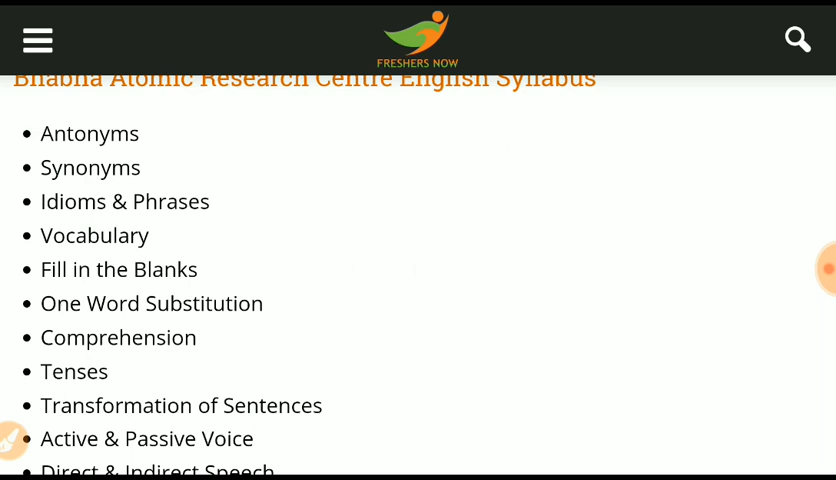 FRESHERS NOW
Bhabha Atomic Research Centre English Syllabus
Antonyms
Synonyms
Idioms & Phrases
Vocabulary
Fill in the Blanks
One Word Substitution
Comprehension
Tenses
Transformation of Sentences
Active & Passive Voice
Direct & Indirect Speech